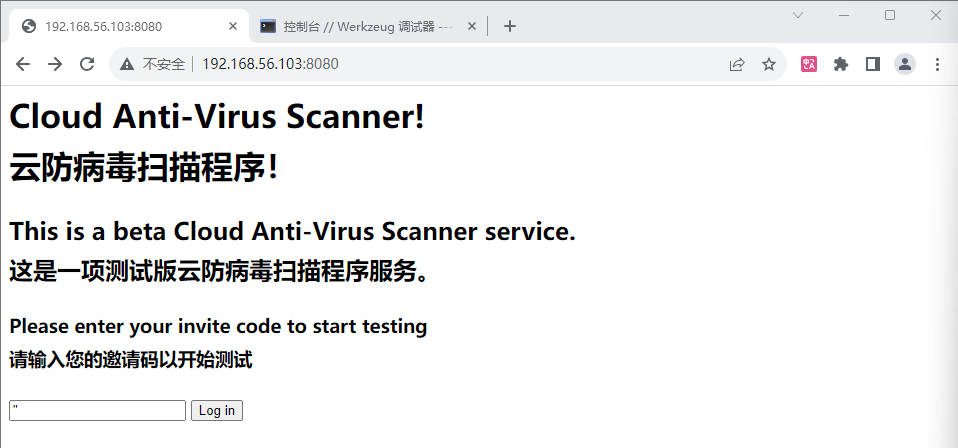 192.168.56.103:8080
控制台 // Werkzeug 调试器 ---
不安全 192.168.56.103:8080
Cloud Anti-Virus Scanner!
云防病毒扫描程序！
This is a beta Cloud Anti-Virus Scanner service.
这是一项测试版云防病毒扫描程序服务。
Please enter your invite code to start testing
请输入您的邀请码以开始测试
" Log in